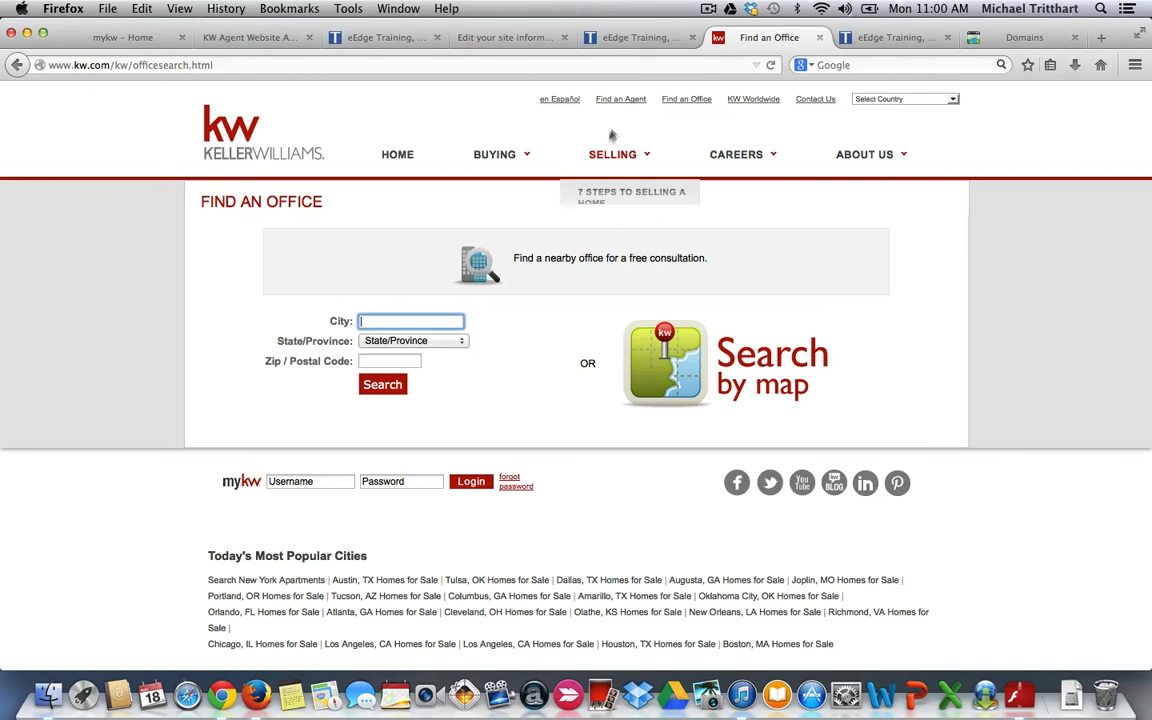 Firefox File Edit View History Bookmarks Tools Window Help Mon 11:00 AM Michael Tritthart
mykw – Home KW Agent Website A... eEdge Training, ... Edit your site inform... eEdge Training, ... Find an Office eEdge Training, ... Domains
www.kw.com/kw/officesearch.html Google
en Español Find an Agent Find an Office KW Worldwide Contact Us Select Country
kw
KELLERWILLIAMS.
HOME BUYING SELLING CAREERS ABOUT US
7 STEPS TO SELLING A
HOME
FIND AN OFFICE
Find a nearby office for a free consultation.
City:
State/Province: State/Province
Zip / Postal Code:
Search
OR
kw
Search
by map
mykw Username Password Login forgot
password
You
Tube
kw
BLOG
in
Today's Most Popular Cities
Search New York Apartments | Austin, TX Homes for Sale | Tulsa, OK Homes for Sale | Dallas, TX Homes for Sale | Augusta, GA Homes for Sale | Joplin, MO Homes for Sale |
Portland, OR Homes for Sale | Tucson, AZ Homes for Sale | Columbus, GA Homes for Sale | Amarillo, TX Homes for Sale | Oklahoma City, OK Homes for Sale |
Orlando, FL Homes for Sale | Atlanta, GA Homes for Sale | Cleveland, OH Homes for Sale | Olathe, KS Homes for Sale | New Orleans, LA Homes for Sale | Richmond, VA Homes for
Sale |
Chicago, IL Homes for Sale | Los Angeles, CA Homes for Sale | Los Angeles, CA Homes for Sale | Houston, TX Homes for Sale | Boston, MA Homes for Sale
18